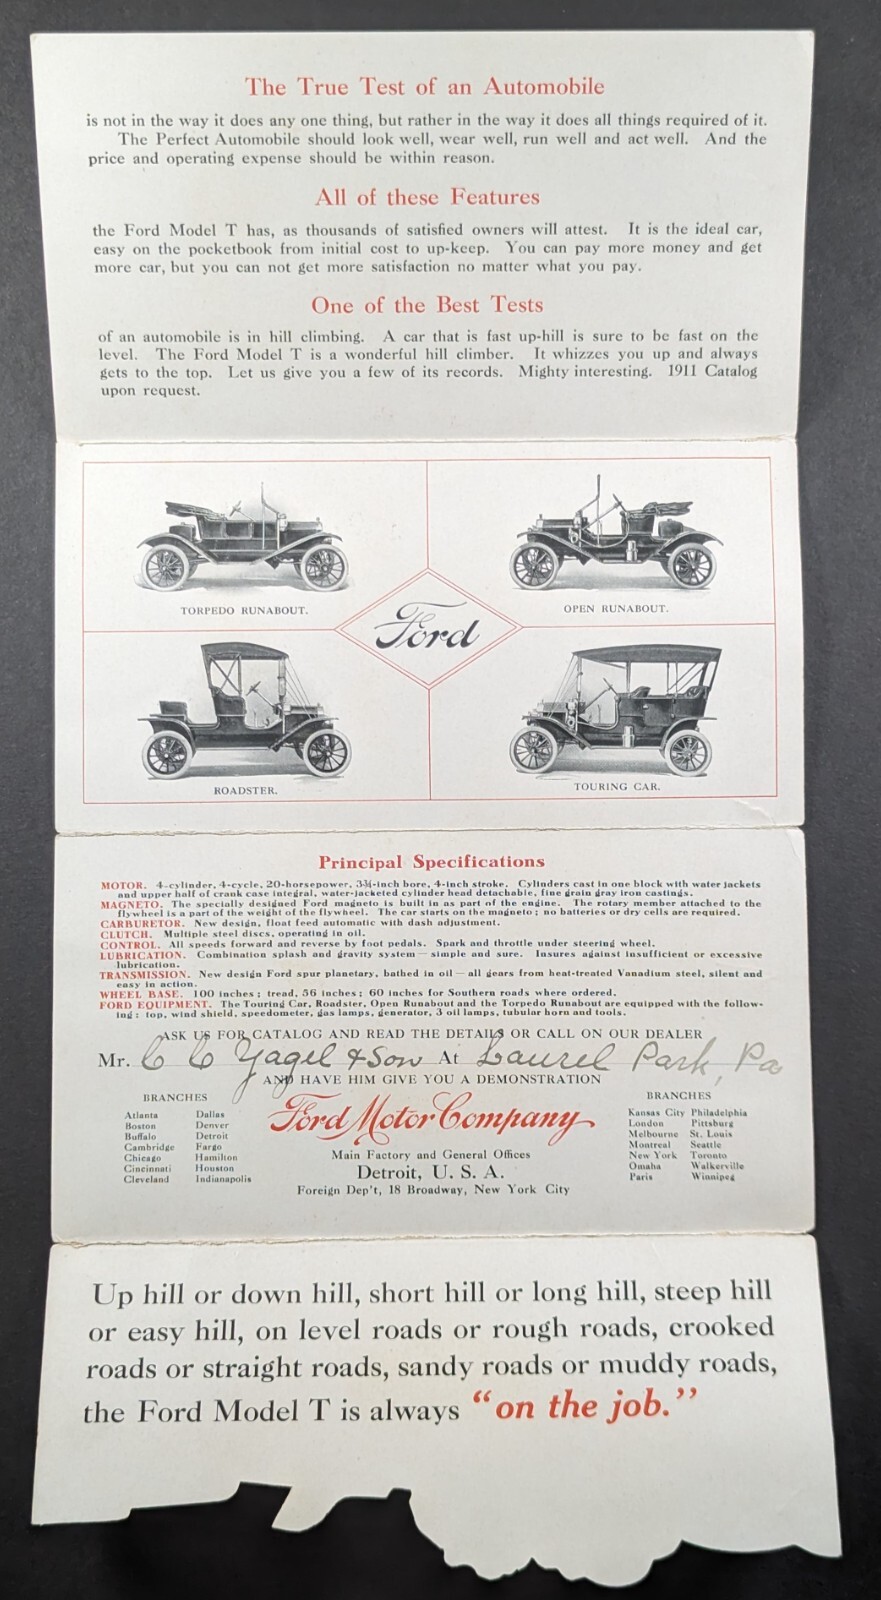 The True Test of an Automobile
is not in the way it does any one thing, but rather in the way it does all things required of it.
The Perfect Automobile should look well, wear well, run well and act well. And the
price and operating expense should be within reason.
All of these Features
the Ford Model T has, as thousands of satisfied owners will attest. It is the ideal car,
easy on the pocketbook from initial cost to up-keep. You can pay more money and get
more car, but you can not get more satisfaction no matter what you pay.
One of the Best Tests
of an automobile is in hill climbing. A car that is fast up-hill is sure to be fast on the
level. The Ford Model T is a wonderful hill climber. It whizzes you up and always
gets to the top. Let us give you a few of its records. Mighty interesting. 1911 Catalog
upon request.
TORPEDO RUNABOUT.
OPEN RUNABOUT.
Ford
ROADSTER.
TOURING CAR.
Principal Specifications
MOTOR. 4-cylinder, 4-cycle, 20-horsepower, 3¾-inch bore, 4-inch stroke. Cylinders cast in one block with water jackets
and upper half of crank case integral, water-jacketed cylinder head detachable, fine grain gray iron castings.
MAGNETO. The specially designed Ford magneto is built in as part of the engine. The rotary member attached to the
flywheel is a part of the weight of the flywheel. The car starts on the magneto; no batteries or dry cells are required.
CARBURETOR. New design, float feed automatic with dash adjustment.
CLUTCH. Multiple steel discs, operating in oil.
CONTROL. All speeds forward and reverse by foot pedals. Spark and throttle under steering wheel.
LUBRICATION. Combination splash and gravity system—simple and sure. Insures against insufficient or excessive
lubrication.
TRANSMISSION. New design Ford spur planetary, bathed in oil—all gears from heat-treated Vanadium steel, silent and
easy in action.
WHEEL BASE. 100 inches; tread, 56 inches; 60 inches for Southern roads where ordered.
FORD EQUIPMENT. The Touring Car, Roadster, Open Runabout and the Torpedo Runabout are equipped with the follow-
ing: top, wind shield, speedometer, gas lamps, generator, 3 oil lamps, tubular horn and tools.
ASK US FOR CATALOG AND READ THE DETAILS OR CALL ON OUR DEALER
Mr. C C Yagel & Son At Laurel Park, Pa
AND HAVE HIM GIVE YOU A DEMONSTRATION
BRANCHES
Atlanta Dallas
Boston Denver
Buffalo Detroit
Cambridge Fargo
Chicago Hamilton
Cincinnati Houston
Cleveland Indianapolis
Ford Motor Company
Main Factory and General Offices
Detroit, U. S. A.
Foreign Dep't, 18 Broadway, New York City
BRANCHES
Kansas City Philadelphia
London Pittsburg
Melbourne St. Louis
Montreal Seattle
New York Toronto
Omaha Walkerville
Paris Winnipeg
Up hill or down hill, short hill or long hill, steep hill
or easy hill, on level roads or rough roads, crooked
roads or straight roads, sandy roads or muddy roads,
the Ford Model T is always "on the job."